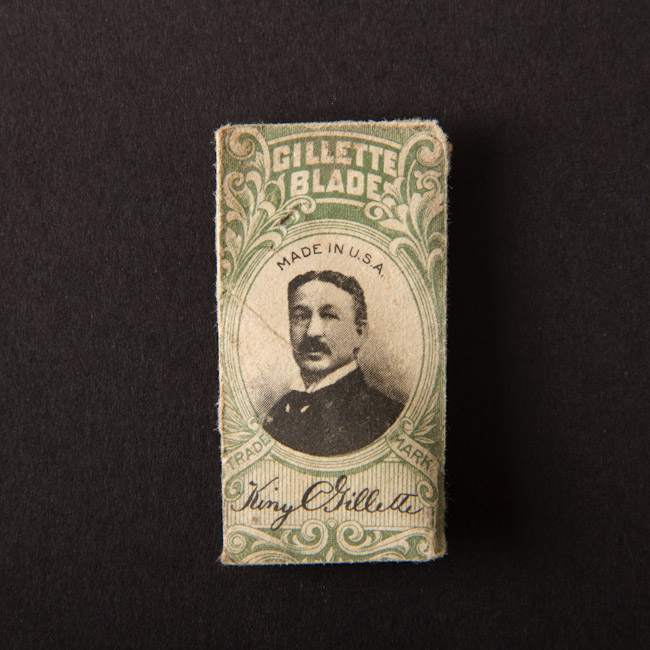 GILLETTE
BLADE
MADE IN U.S.A.
TRADE MARK
King C Gillette